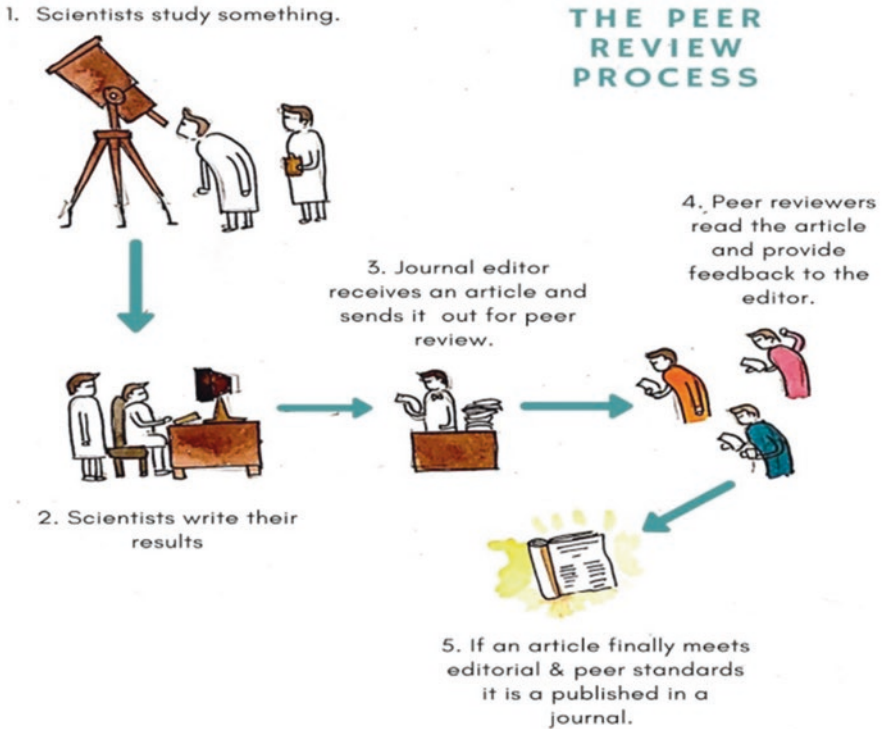 1. Scientists study something.
THE PEER
REVIEW
PROCESS
4. Peer reviewers
read the article
and provide
feedback to the
editor.
3. Journal editor
receives an article and
sends it out for peer
review.
2. Scientists write their
results
5. If an article finally meets
editorial & peer standards
it is a published in a
journal.